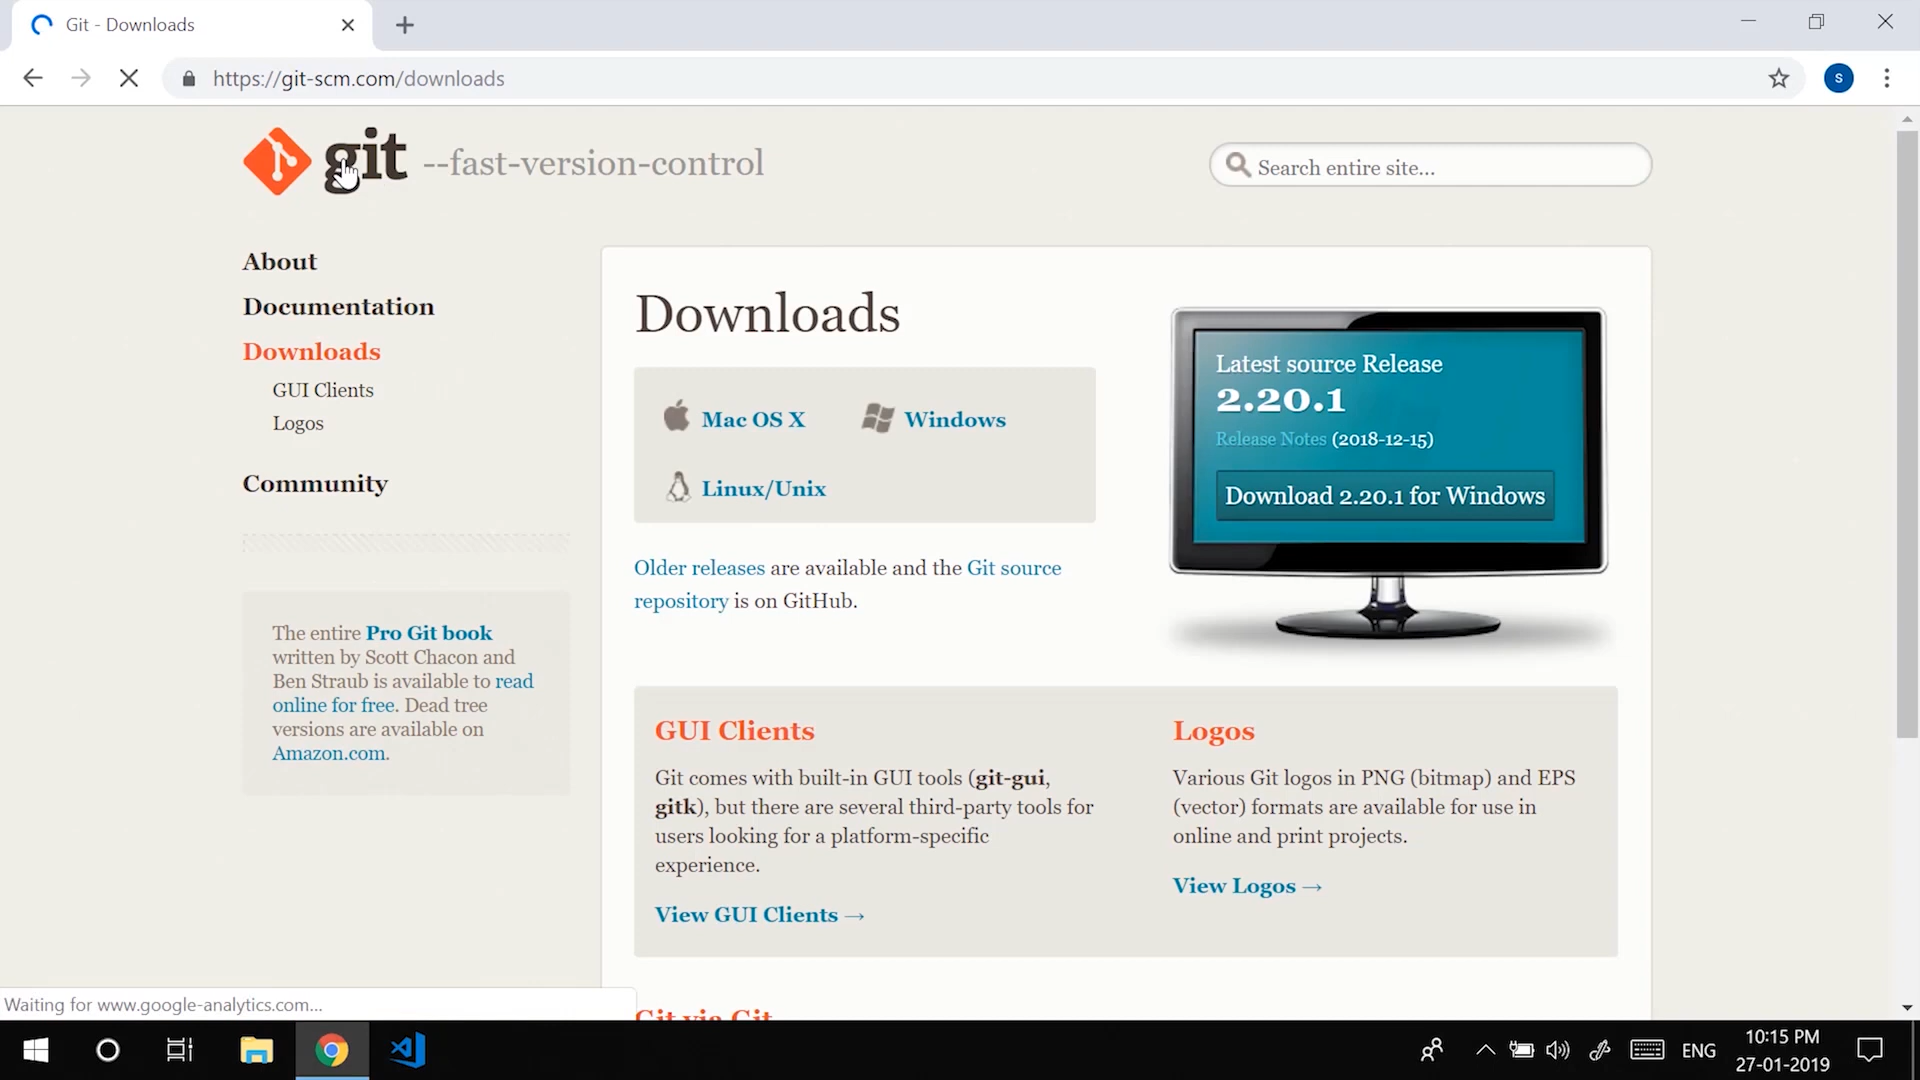 Git - Downloads
https://git-scm.com/downloads
S
git --fast-version-control
Search entire site...
About
Documentation
Downloads
GUI Clients
Logos
Community
The entire Pro Git book
written by Scott Chacon and
Ben Straub is available to read
online for free. Dead tree
versions are available on
Amazon.com.
Downloads
Mac OS X
Windows
Linux/Unix
Older releases are available and the Git source
repository is on GitHub.
Latest source Release
2.20.1
Release Notes (2018-12-15)
Download 2.20.1 for Windows
GUI Clients
Git comes with built-in GUI tools (git-gui,
gitk), but there are several third-party tools for
users looking for a platform-specific
experience.
View GUI Clients →
Logos
Various Git logos in PNG (bitmap) and EPS
(vector) formats are available for use in
online and print projects.
View Logos →
Git via Git
Waiting for www.google-analytics.com...
ENG
10:15 PM
27-01-2019